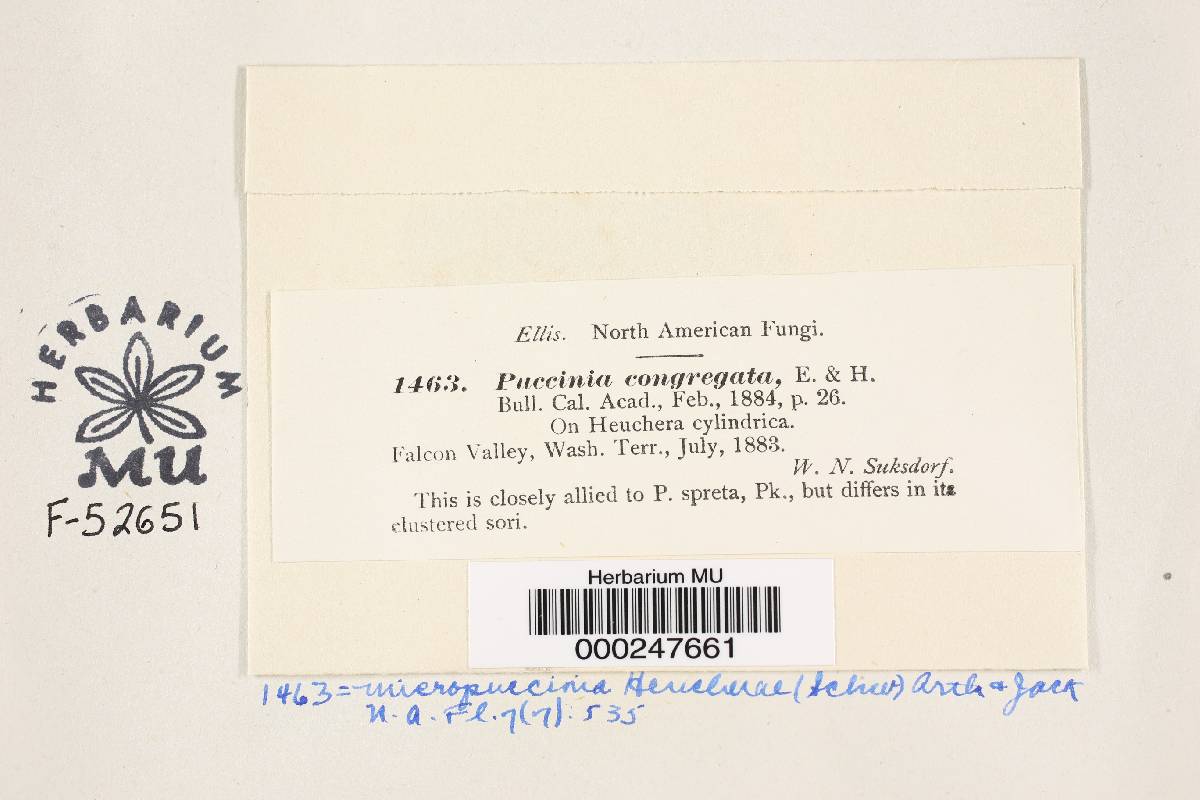 HERBARIUM
MU
F-52651
Ellis. North American Fungi.
1463. Puccinia congregata, E. & H.
Bull. Cal. Acad., Feb., 1884, p. 26.
On Heuchera cylindrica.
Falcon Valley, Wash. Terr., July, 1883.
W. N. Suksdorf.
This is closely allied to P. spreta, Pk., but differs in its
clustered sori.
Herbarium MU
000247661
1463 = Micropuccinia Heucherae (Schw) Arth & Jack
N. A. Fl. 7(7): 535